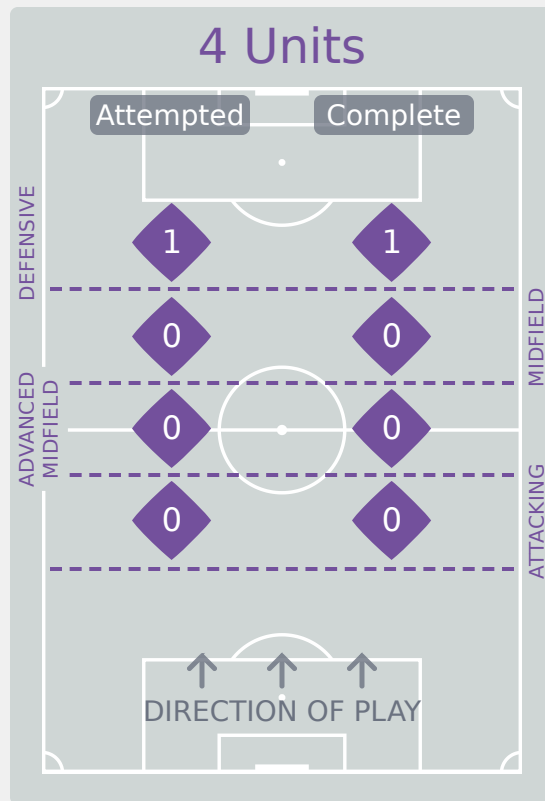 4 Units
Attempted
Complete
DEFENSIVE
1
1
MIDFIELD
0
0
ADVANCED
MIDFIELD
0
0
ATTACKING
0
0
DIRECTION OF PLAY